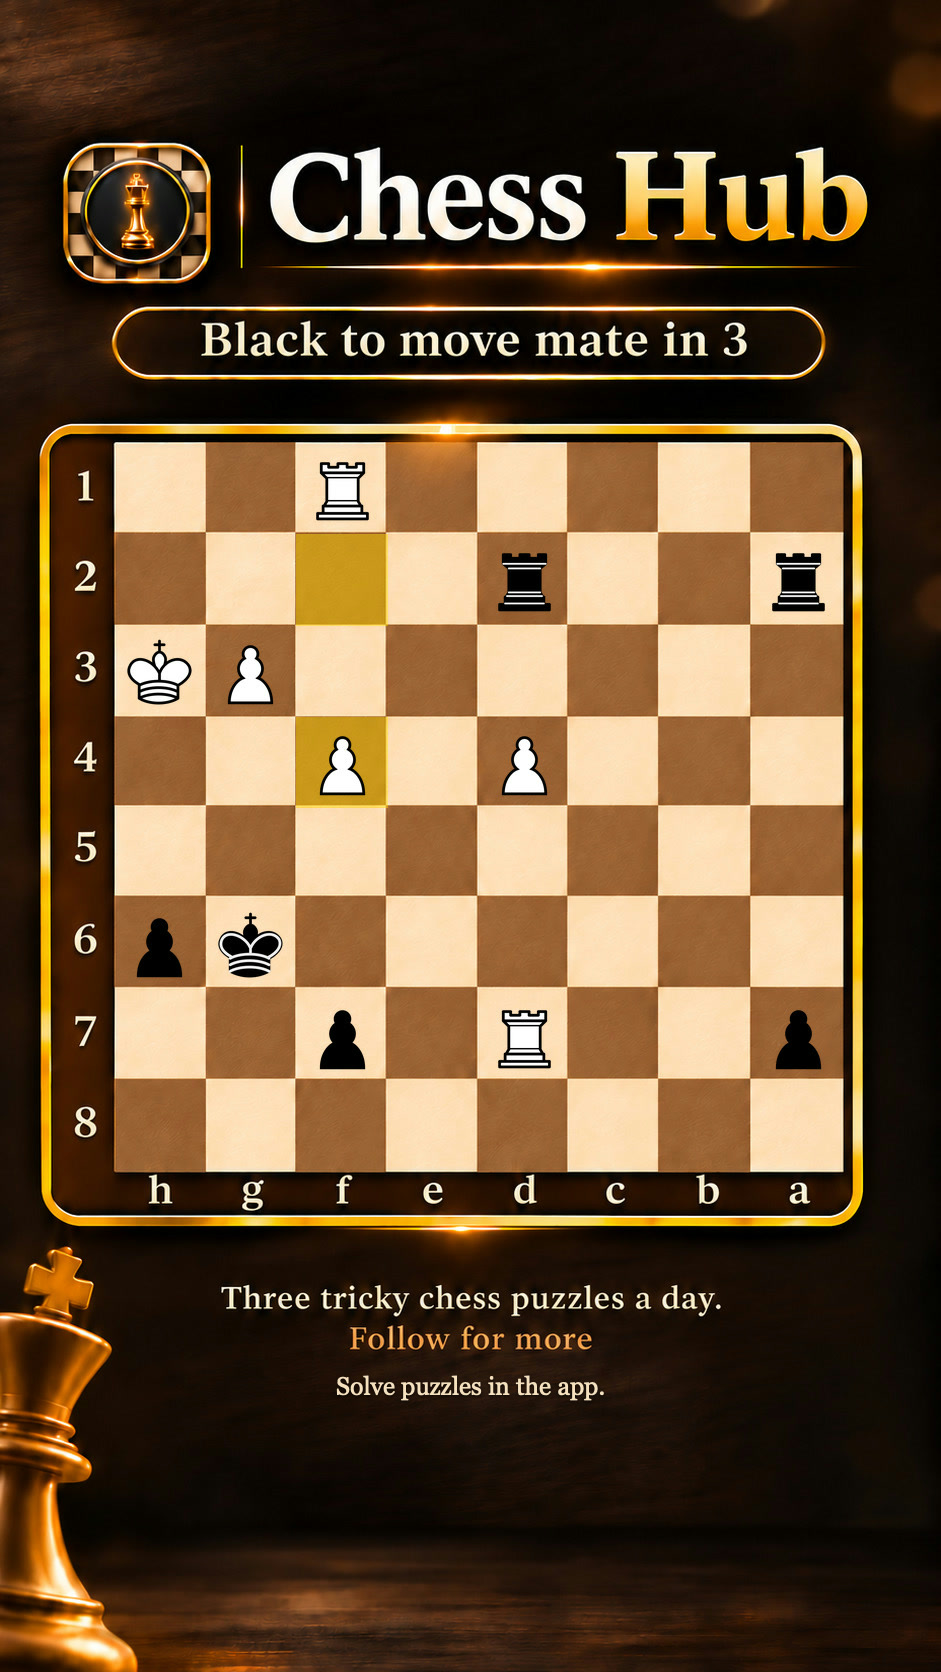 Chess Hub
Black to move mate in 3
1
2
3
4
5
6
7
8
h g f e d c b a
Three tricky chess puzzles a day.
Follow for more
Solve puzzles in the app.